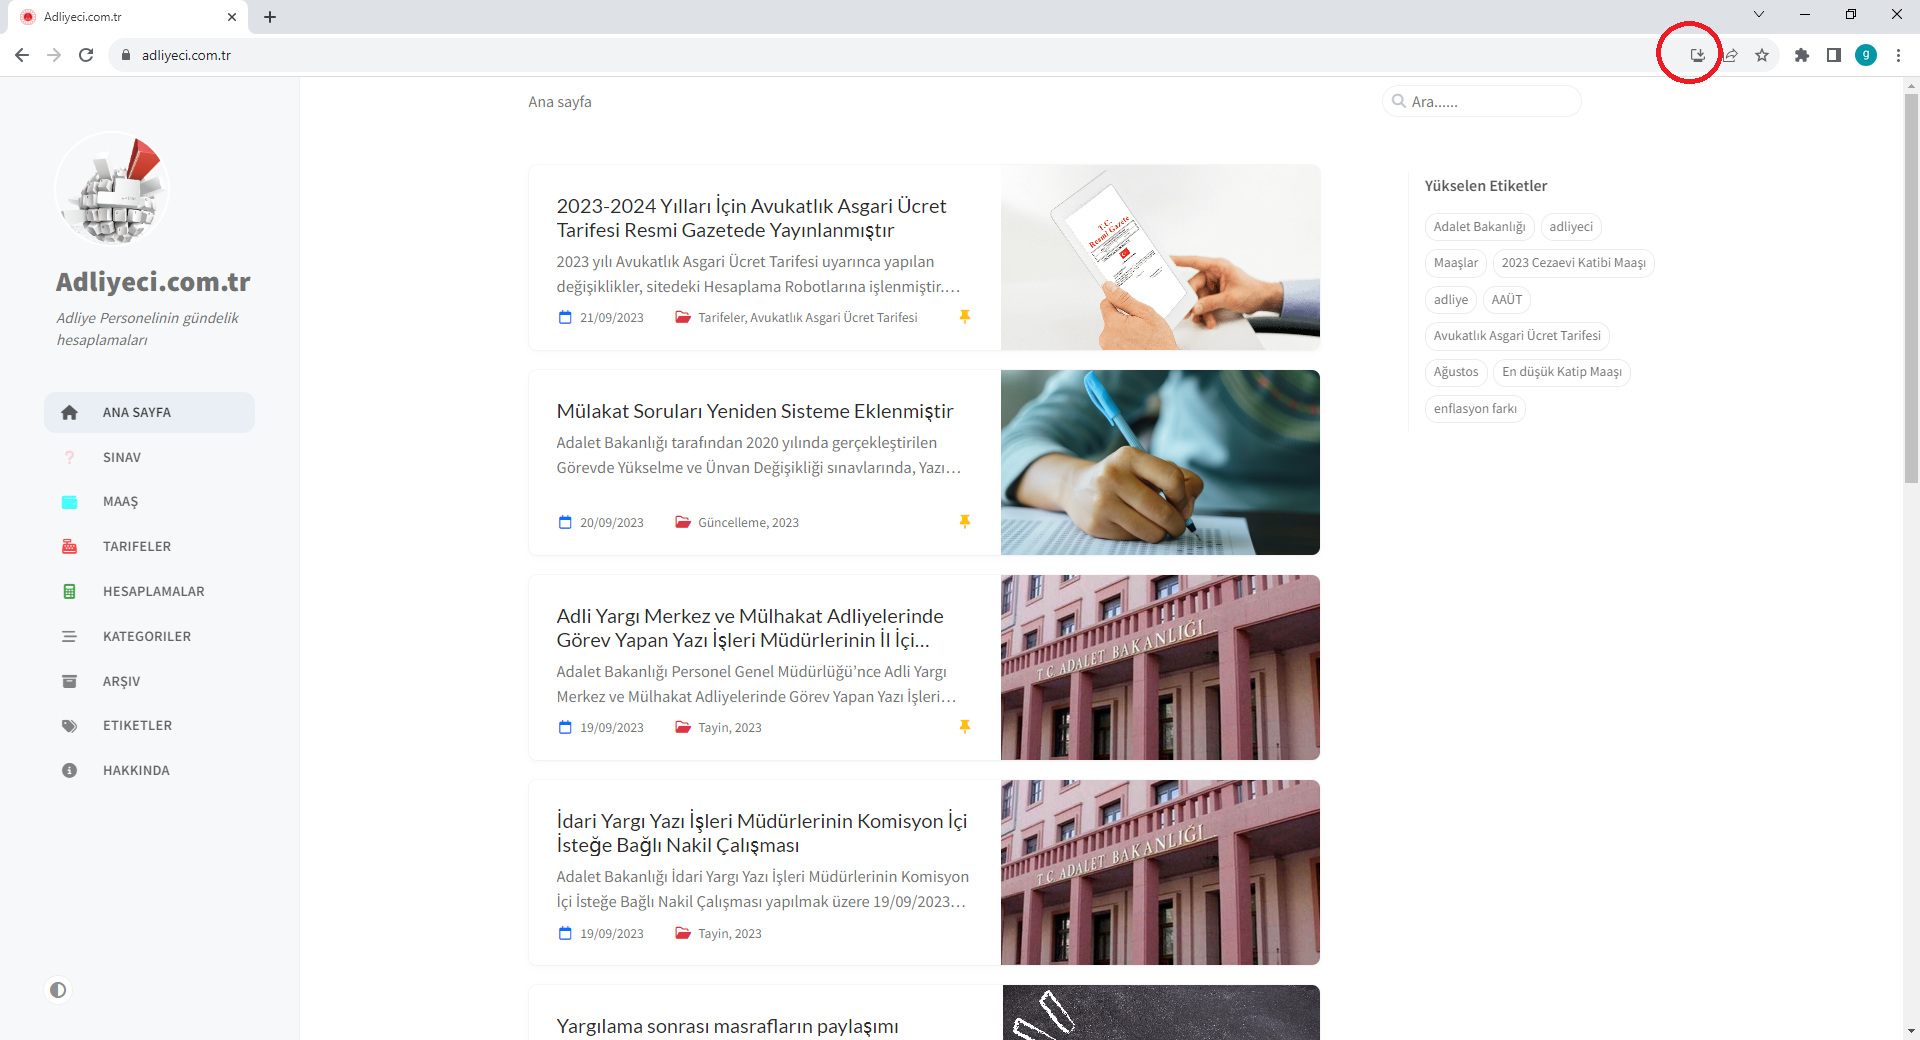 Adliyeci.com.tr
adliyeci.com.tr
g
Ana sayfa
Ara......
Adliyeci.com.tr
Adliye Personelinin gündelik
hesaplamaları
ANA SAYFA
SINAV
MAAŞ
TARIFELER
HESAPLAMALAR
KATEGORILER
ARŞIV
ETIKETLER
HAKKINDA
2023-2024 Yılları İçin Avukatlık Asgari Ücret
Tarifesi Resmi Gazetede Yayınlanmıştır
2023 yılı Avukatlık Asgari Ücret Tarifesi uyarınca yapılan
değişiklikler, sitedeki Hesaplama Robotlarına işlenmiştir.…
21/09/2023 Tarifeler, Avukatlık Asgari Ücret Tarifesi
T.C.
Resmi Gazete
Mülakat Soruları Yeniden Sisteme Eklenmiştir
Adalet Bakanlığı tarafından 2020 yılında gerçekleştirilen
Görevde Yükselme ve Ünvan Değişikliği sınavlarında, Yazı…
20/09/2023 Güncelleme, 2023
Adli Yargı Merkez ve Mülhakat Adliyelerinde
Görev Yapan Yazı İşleri Müdürlerinin İl İçi…
Adalet Bakanlığı Personel Genel Müdürlüğü’nce Adli Yargı
Merkez ve Mülhakat Adliyelerinde Görev Yapan Yazı İşleri…
19/09/2023 Tayin, 2023
T.C. ADALET BAKANLIĞI
İdari Yargı Yazı İşleri Müdürlerinin Komisyon İçi
İsteğe Bağlı Nakil Çalışması
Adalet Bakanlığı İdari Yargı Yazı İşleri Müdürlerinin Komisyon
İçi İsteğe Bağlı Nakil Çalışması yapılmak üzere 19/09/2023…
19/09/2023 Tayin, 2023
T.C. ADALET BAKANLIĞI
Yargılama sonrası masrafların paylaşımı
Yükselen Etiketler
Adalet Bakanlığı adliyeci
Maaşlar 2023 Cezaevi Katibi Maaşı
adliye AAÜT
Avukatlık Asgari Ücret Tarifesi
Ağustos En düşük Katip Maaşı
enflasyon farkı